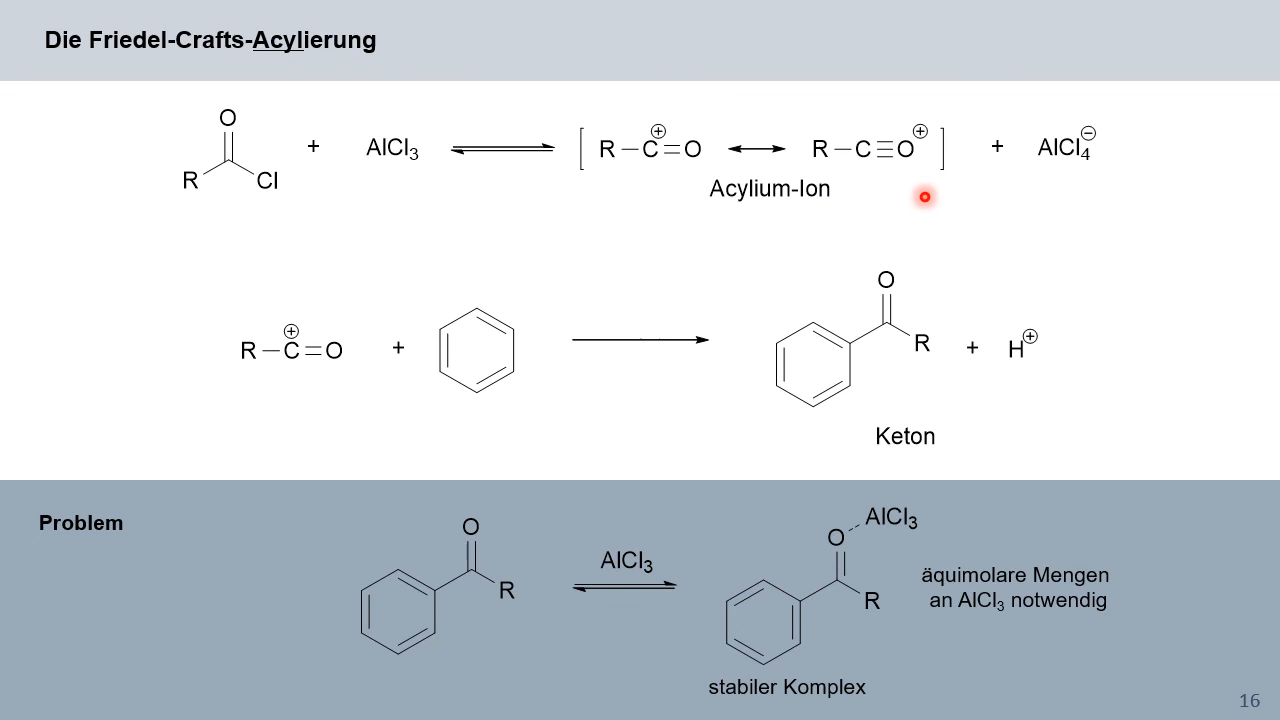 Die Friedel-Crafts-Acylierung
O
R Cl + AlCl₃ [ R–C⊕=O ↔ R–C≡O⊕ ] + AlCl₄⊖
Acylium-Ion
O
R–C⊕=O + R + H⊕
Keton
Problem
O AlCl₃ O AlCl₃
R R
äquimolare Mengen
an AlCl₃ notwendig
stabiler Komplex
16